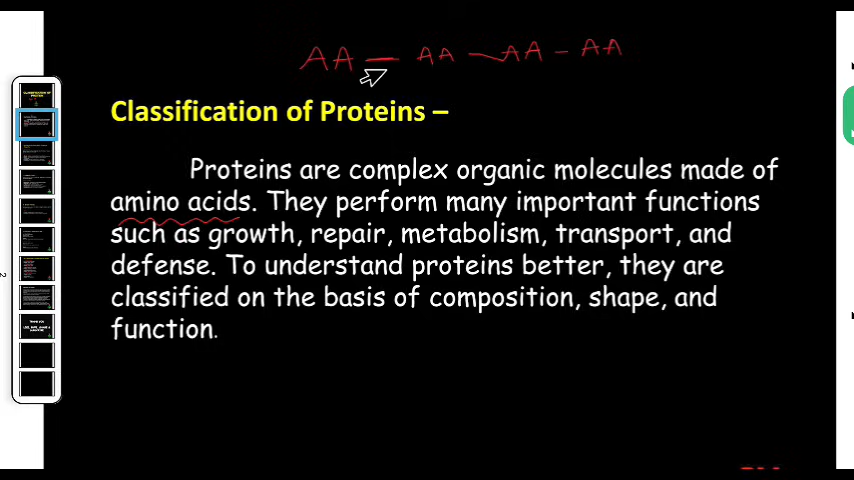 AA — AA — AA - AA
Classification of Proteins –
Proteins are complex organic molecules made of
amino acids. They perform many important functions
such as growth, repair, metabolism, transport, and
defense. To understand proteins better, they are
classified on the basis of composition, shape, and
function.
2